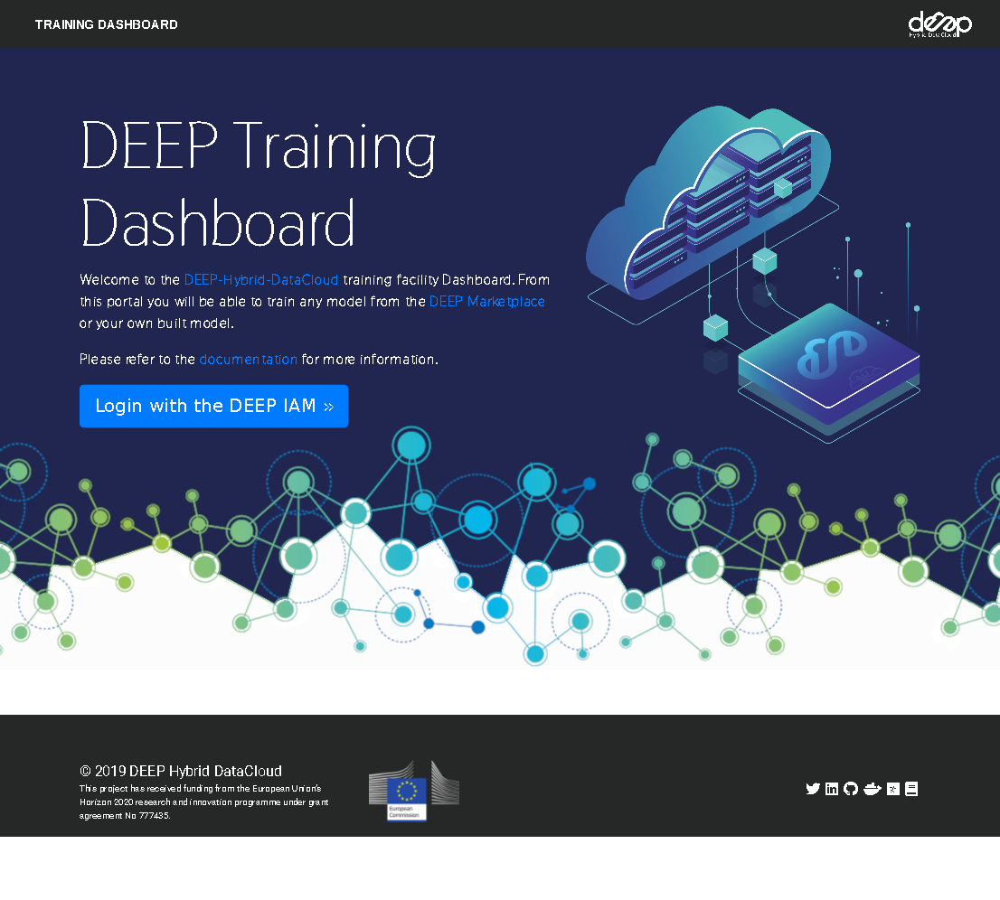 TRAINING DASHBOARD
deep
Hybrid DataCloud
DEEP Training
Dashboard
Welcome to the DEEP-Hybrid-DataCloud training facility Dashboard. From
this portal you will be able to train any model from the DEEP Marketplace
or your own built model.
Please refer to the documentation for more information.
Login with the DEEP IAM »
© 2019 DEEP Hybrid DataCloud
This project has received funding from the European Union's
Horizon 2020 research and innovation programme under grant
agreement No 777435.
European
Commission